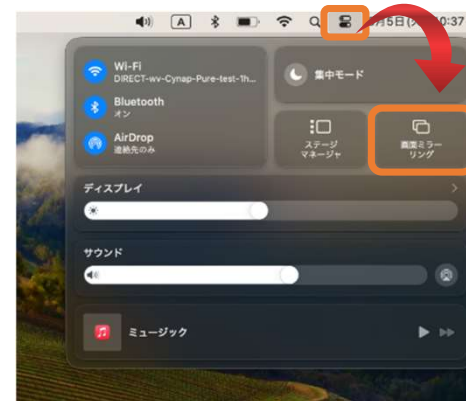 A
月5日(
0:37
Wi-Fi
DIRECT-wv-Cynap-Pure-test-1h...
Bluetooth
オン
AirDrop
連絡先のみ
集中モード
ステージ
マネージャ
画面ミラー
リング
ディスプレイ
サウンド
ミュージック